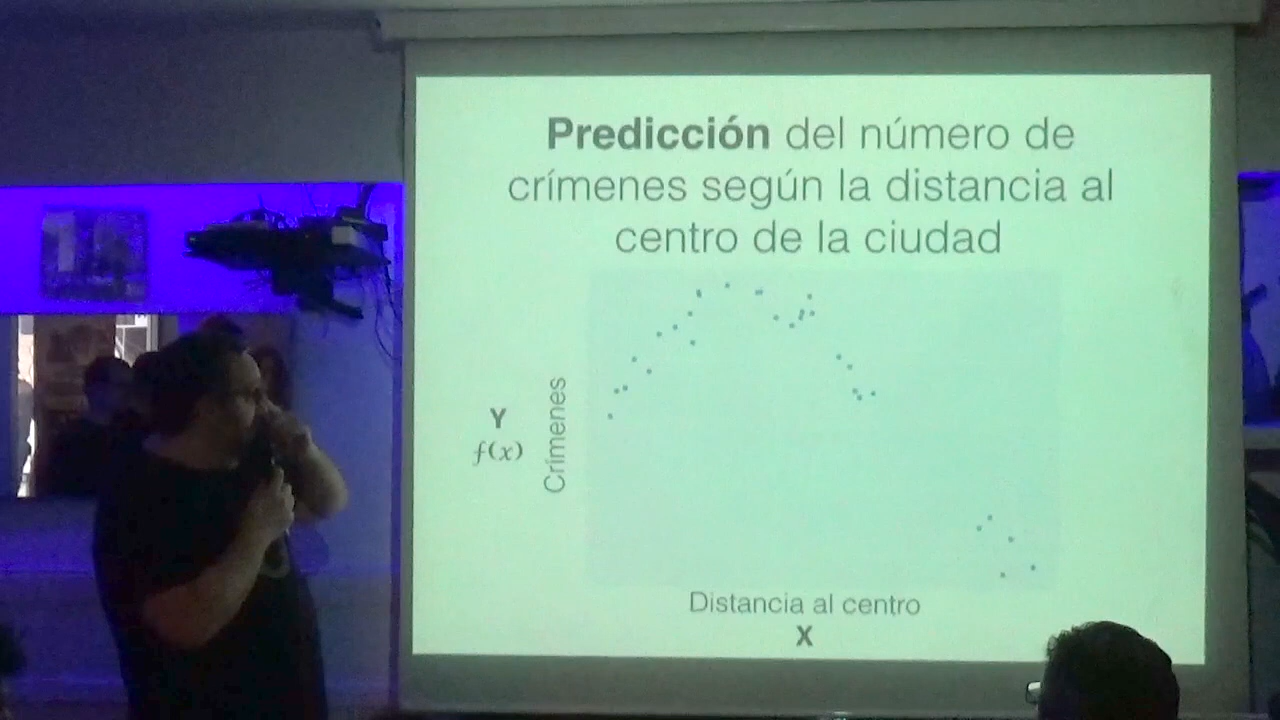 Predicción del número de
crímenes según la distancia al
centro de la ciudad
Y
f(x)
Crímenes
Distancia al centro
X